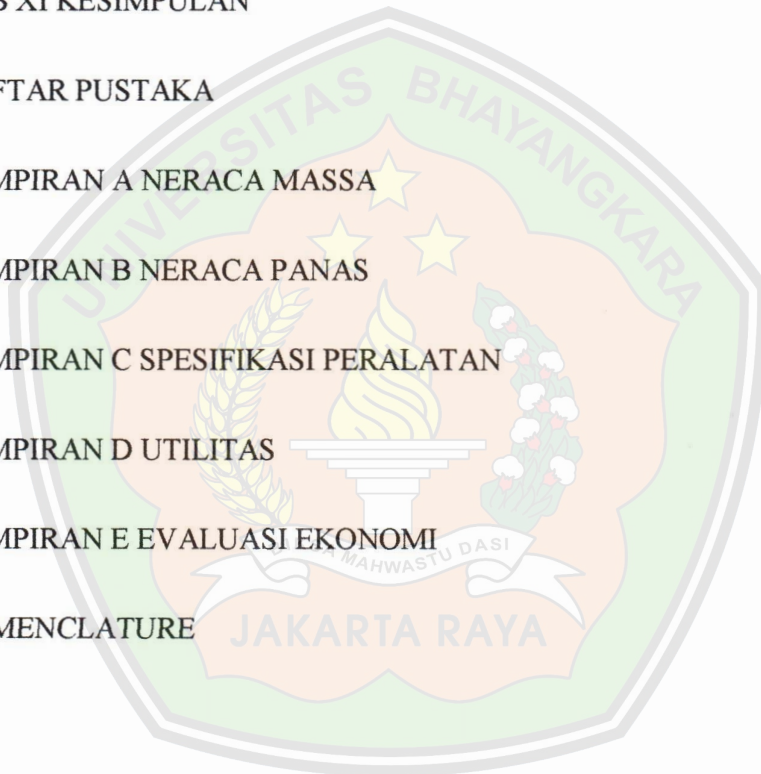 B XI KESIMPULAN
FTAR PUSTAKA
MPIRAN A NERACA MASSA
MPIRAN B NERACA PANAS
MPIRAN C SPESIFIKASI PERALATAN
MPIRAN D UTILITAS
MPIRAN E EVALUASI EKONOMI
MENCLATURE
UNIVERSITAS BHAYANGKARA
MAHWASTU DASI
JAKARTA RAYA